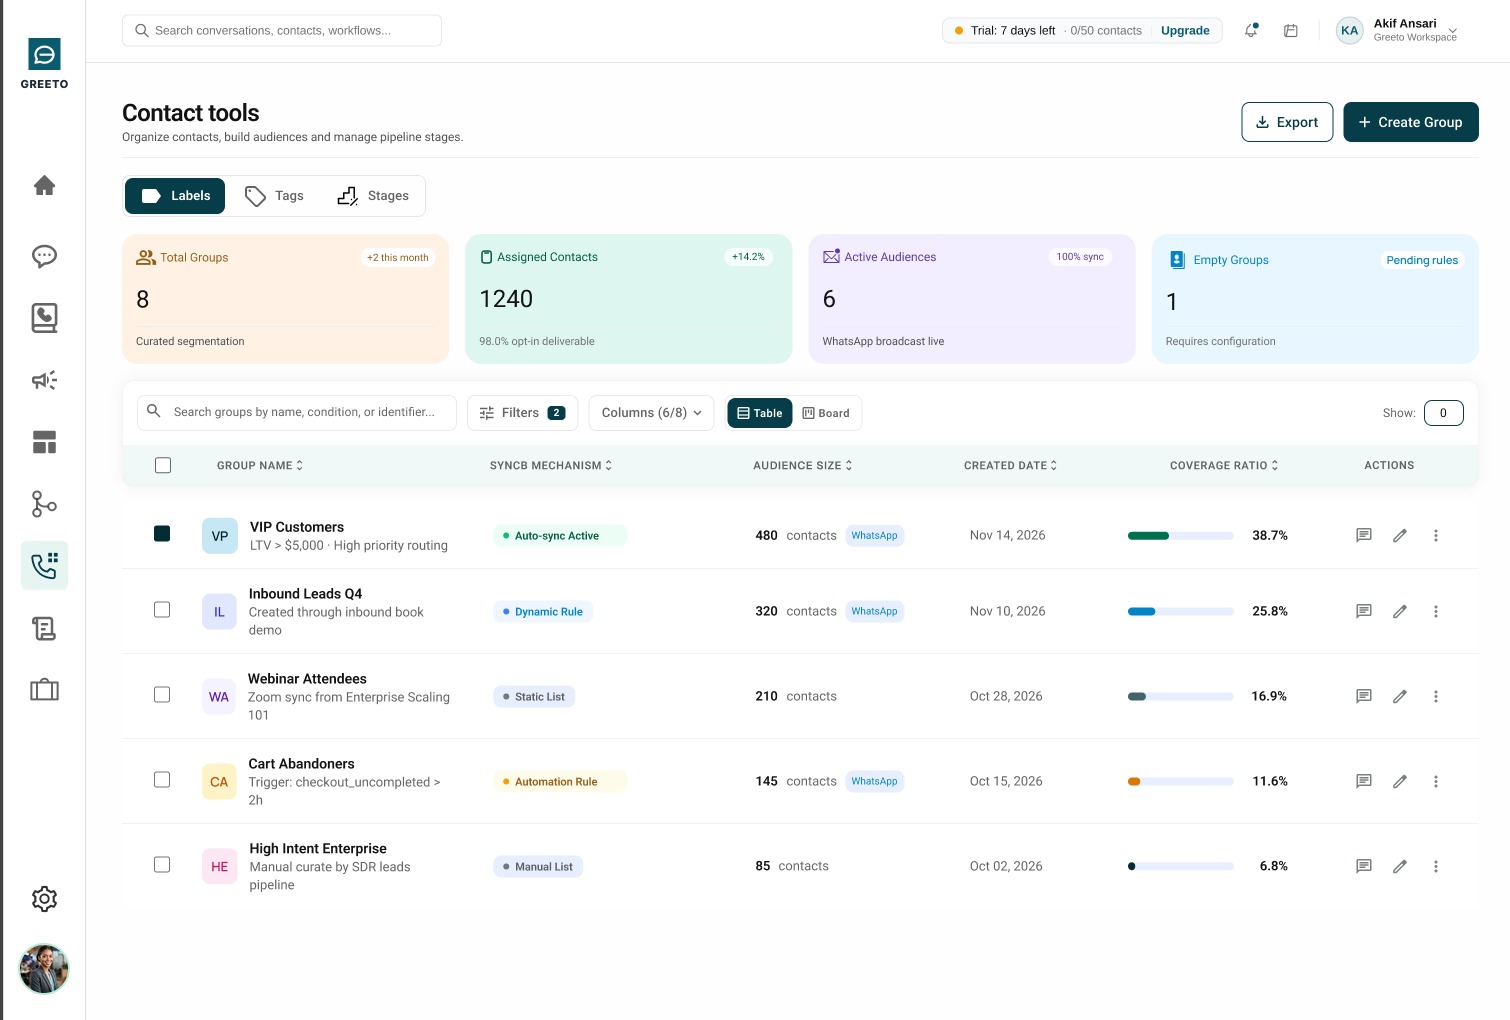 Search conversations, contacts, workflows...
Trial: 7 days left · 0/50 contacts Upgrade
KA
Akif Ansari
Greeto Workspace
GREETO
Contact tools
Organize contacts, build audiences and manage pipeline stages.
Export
+ Create Group
Labels
Tags
Stages
Total Groups
+2 this month
8
Curated segmentation
Assigned Contacts
+14.2%
1240
98.0% opt-in deliverable
Active Audiences
100% sync
6
WhatsApp broadcast live
Empty Groups
Pending rules
1
Requires configuration
Search groups by name, condition, or identifier...
Filters 2
Columns (6/8)
Table
Board
Show: 0
GROUP NAME
SYNCB MECHANISM
AUDIENCE SIZE
CREATED DATE
COVERAGE RATIO
ACTIONS
VP
VIP Customers
LTV > $5,000 · High priority routing
Auto-sync Active
480 contacts WhatsApp
Nov 14, 2026
38.7%
IL
Inbound Leads Q4
Created through inbound book
demo
Dynamic Rule
320 contacts WhatsApp
Nov 10, 2026
25.8%
WA
Webinar Attendees
Zoom sync from Enterprise Scaling
101
Static List
210 contacts
Oct 28, 2026
16.9%
CA
Cart Abandoners
Trigger: checkout_uncompleted >
2h
Automation Rule
145 contacts WhatsApp
Oct 15, 2026
11.6%
HE
High Intent Enterprise
Manual curate by SDR leads
pipeline
Manual List
85 contacts
Oct 02, 2026
6.8%